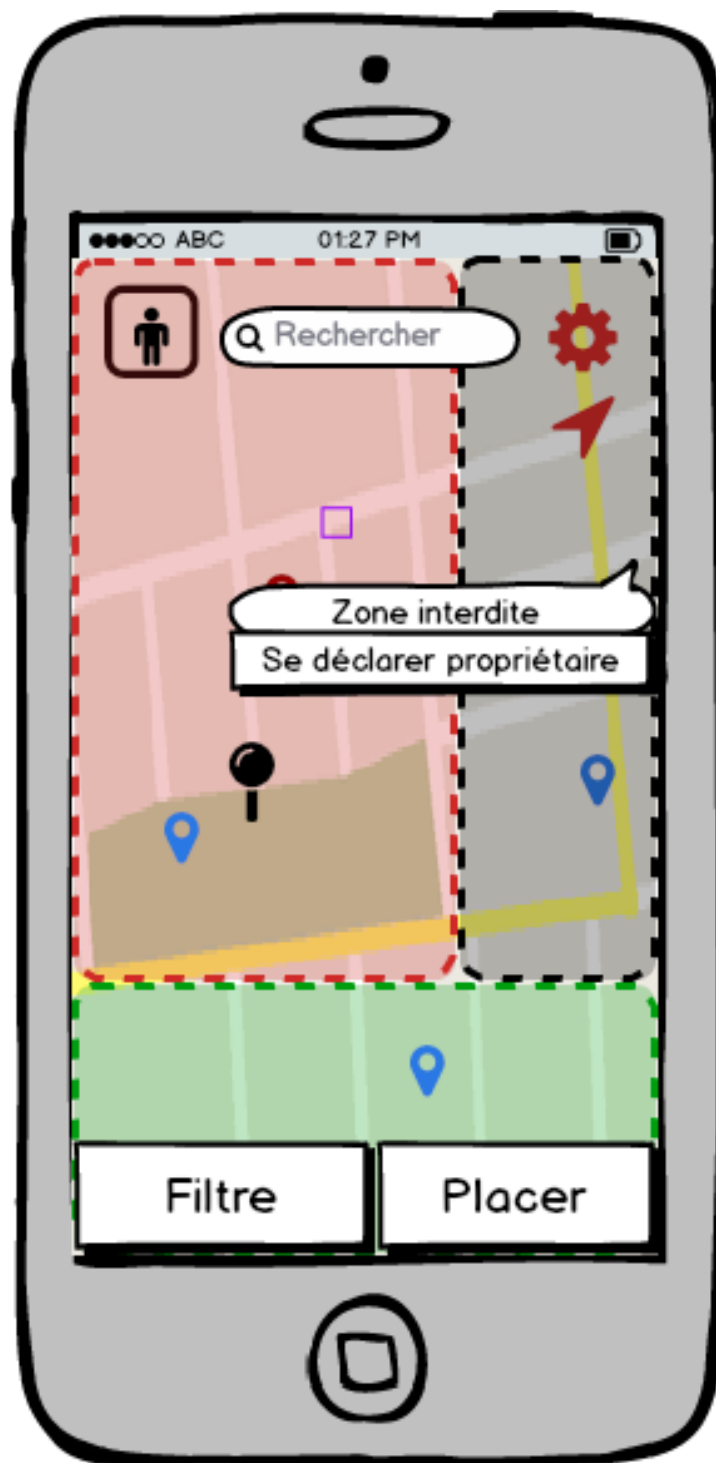 ABC 01:27 PM
Rechercher
Zone interdite
Se déclarer propriétaire
Filtre Placer